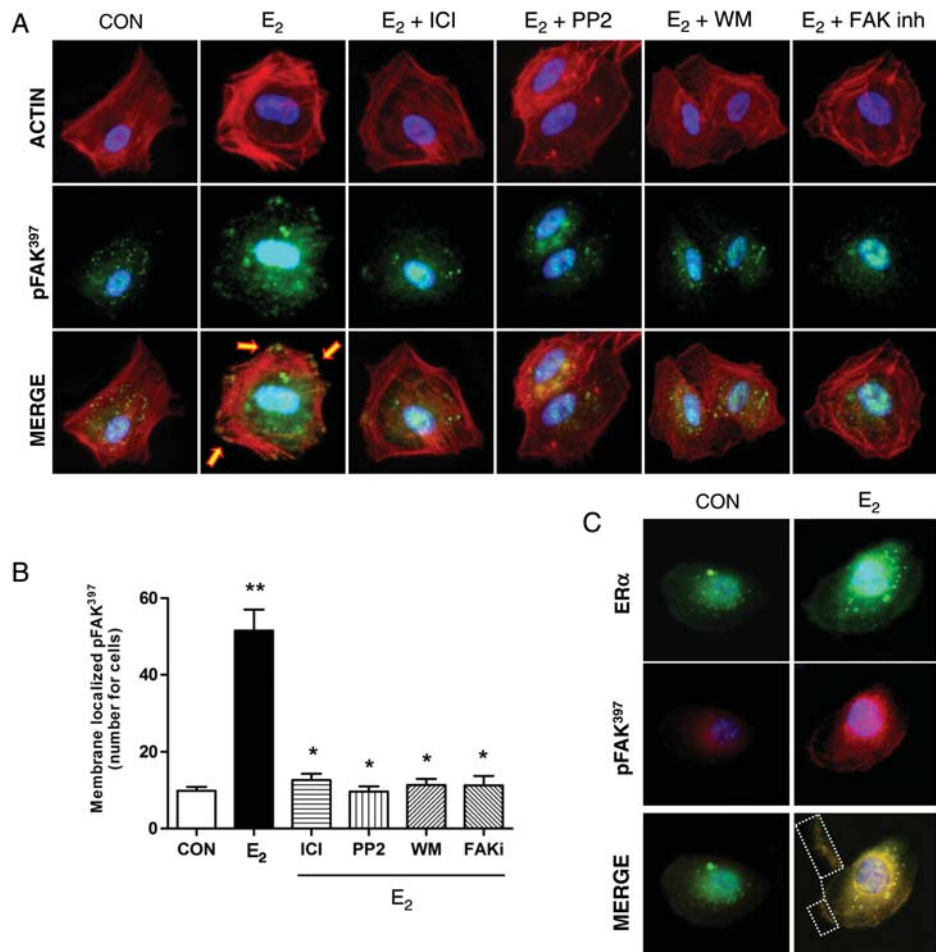 A
CON
E₂
E₂ + ICI
E₂ + PP2
E₂ + WM
E₂ + FAK inh
ACTIN
pFAK³⁹⁷
MERGE
B
Membrane localized pFAK³⁹⁷
(number for cells)
60
40
20
0
**
*
*
*
*
CON
E₂
ICI
PP2
WM
FAKi
E₂
C
CON
E₂
ERα
pFAK³⁹⁷
MERGE